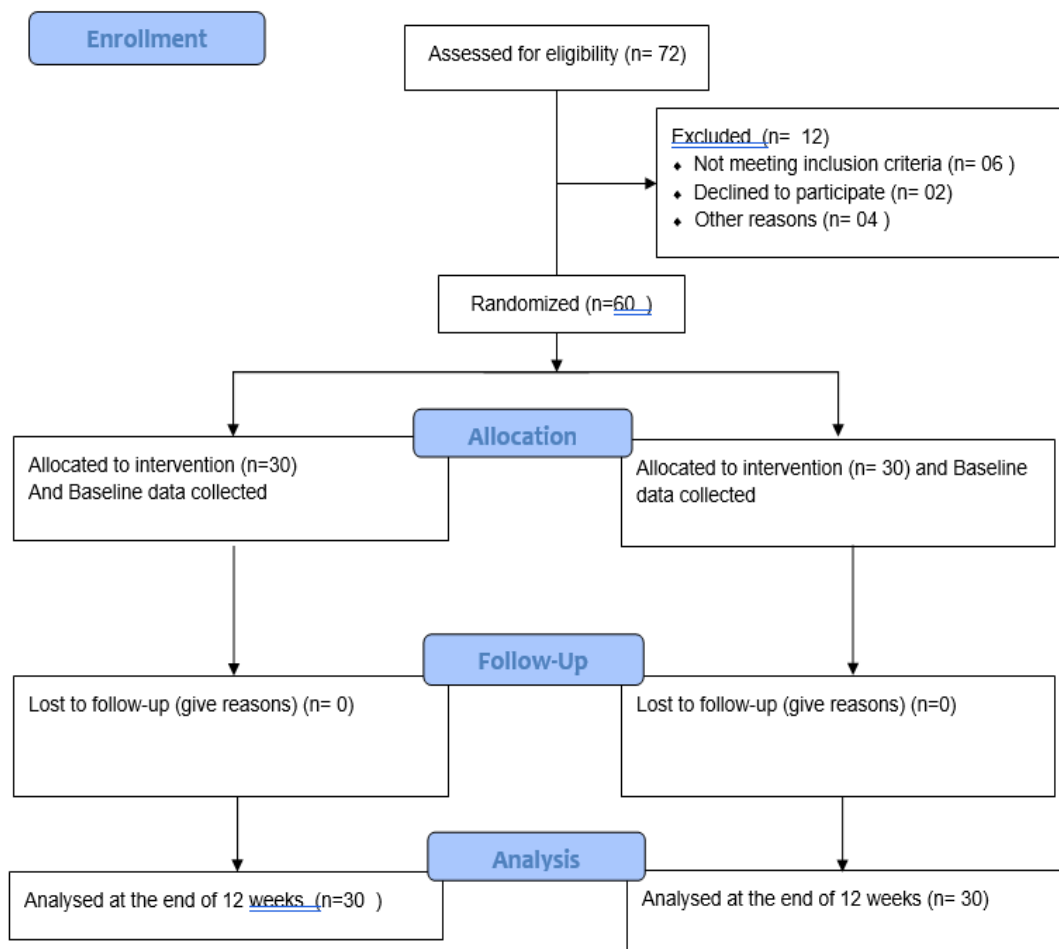 Enrollment
Assessed for eligibility (n= 72)
Excluded (n= 12)
♦ Not meeting inclusion criteria (n= 06 )
♦ Declined to participate (n= 02)
♦ Other reasons (n= 04 )
Randomized (n=60 )
Allocation
Allocated to intervention (n=30)
And Baseline data collected
Allocated to intervention (n= 30) and Baseline
data collected
Follow-Up
Lost to follow-up (give reasons) (n= 0)
Lost to follow-up (give reasons) (n=0)
Analysis
Analysed at the end of 12 weeks (n=30 )
Analysed at the end of 12 weeks (n= 30)